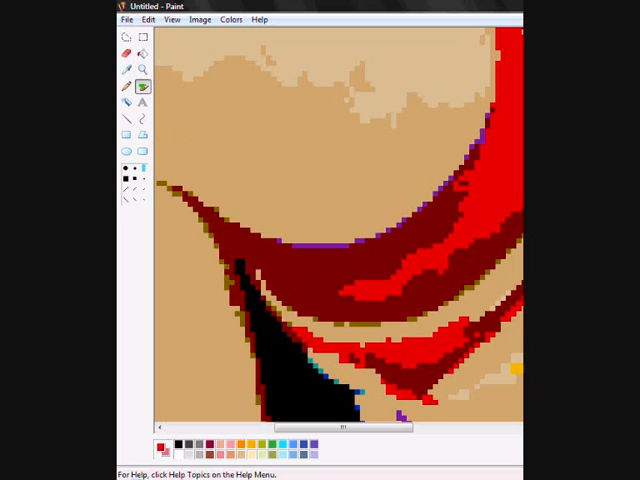 Untitled - Paint
File Edit View Image Colors Help
A
For Help, click Help Topics on the Help Menu.